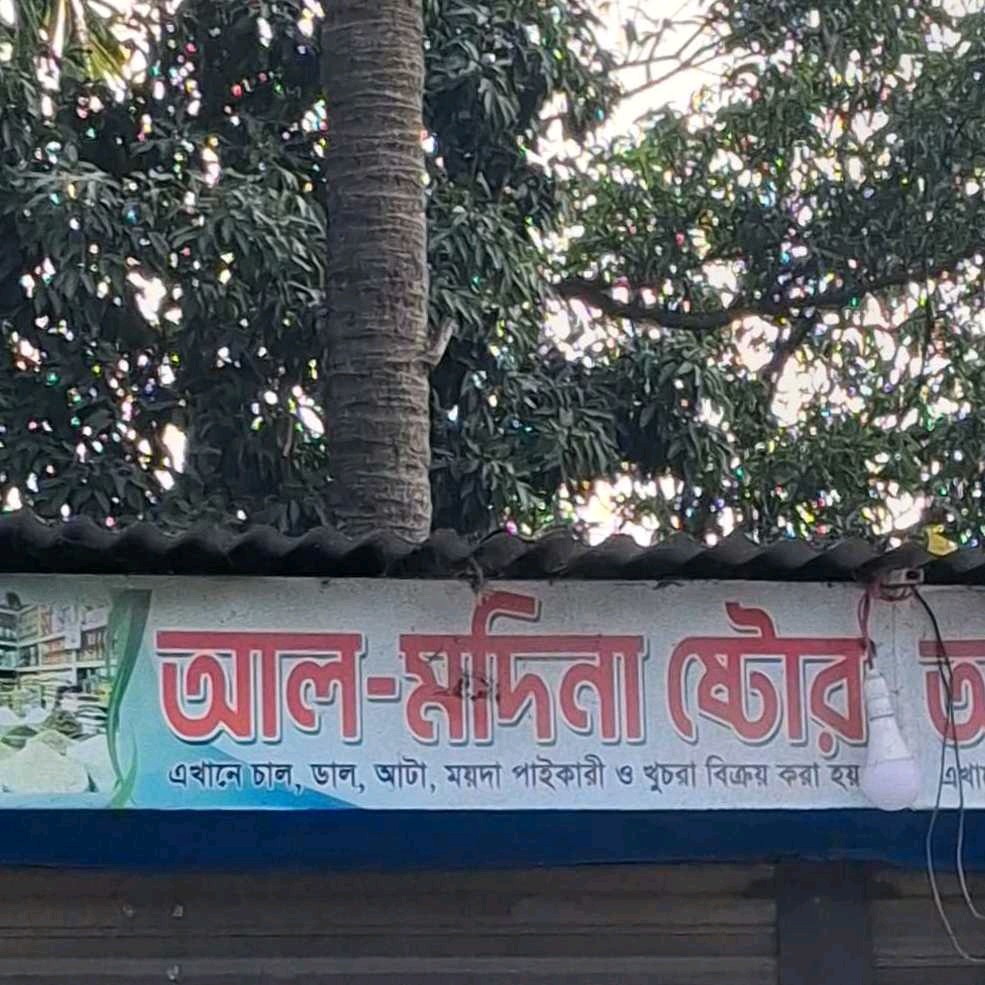 আল-মদিনা ষ্টোর
এখানে চাল, ডাল, আটা, ময়দা পাইকারী ও খুচরা বিক্রয় করা হয়